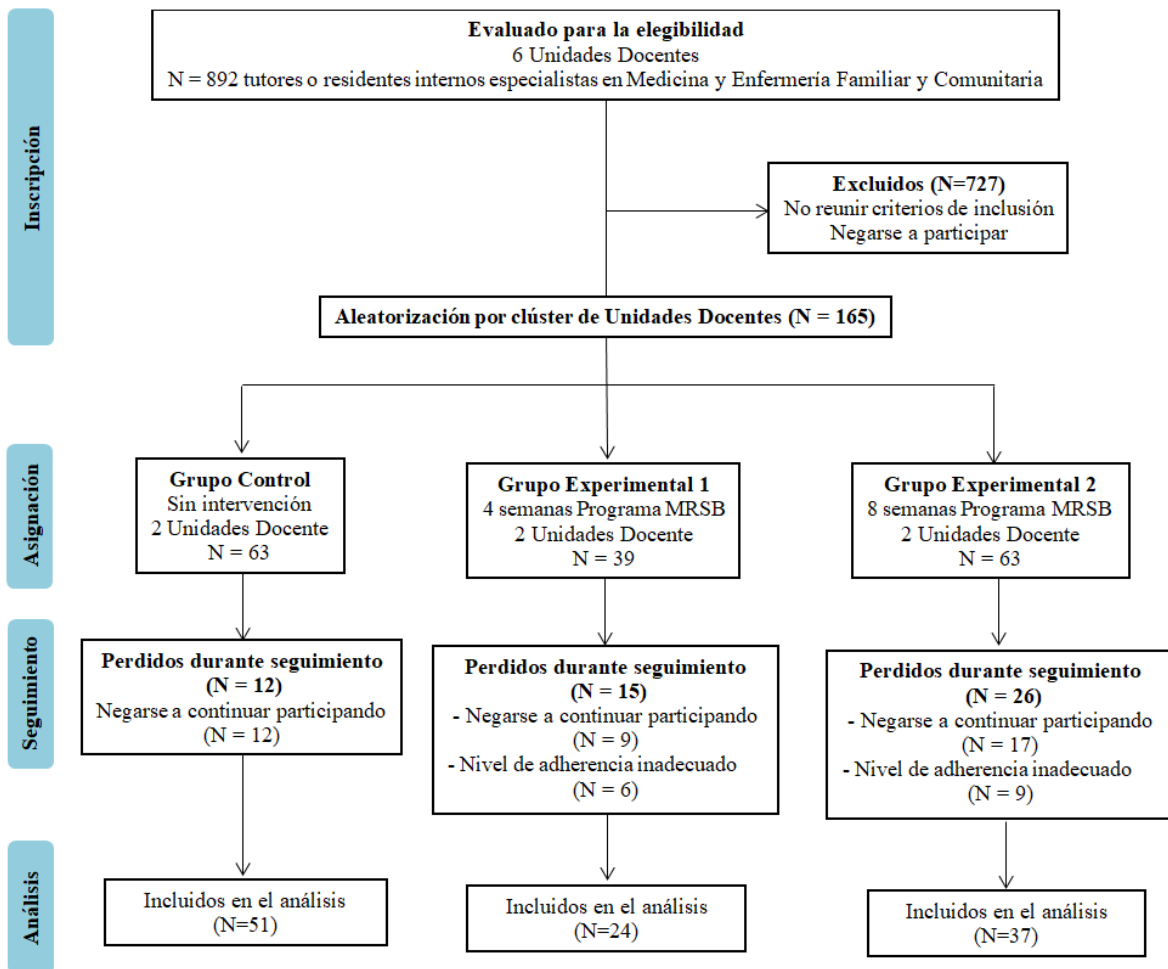 Inscripción
Evaluado para la elegibilidad
6 Unidades Docentes
N = 892 tutores o residentes internos especialistas en Medicina y Enfermería Familiar y Comunitaria
Excluidos (N=727)
No reunir criterios de inclusión
Negarse a participar
Aleatorización por clúster de Unidades Docentes (N = 165)
Asignación
Grupo Control
Sin intervención
2 Unidades Docente
N = 63
Grupo Experimental 1
4 semanas Programa MRSB
2 Unidades Docente
N = 39
Grupo Experimental 2
8 semanas Programa MRSB
2 Unidades Docente
N = 63
Seguimiento
Perdidos durante seguimiento
(N = 12)
Negarse a continuar participando
(N = 12)
Perdidos durante seguimiento
(N = 15)
- Negarse a continuar participando
(N = 9)
- Nivel de adherencia inadecuado
(N = 6)
Perdidos durante seguimiento
(N = 26)
- Negarse a continuar participando
(N = 17)
- Nivel de adherencia inadecuado
(N = 9)
Análisis
Incluidos en el análisis
(N=51)
Incluidos en el análisis
(N=24)
Incluidos en el análisis
(N=37)